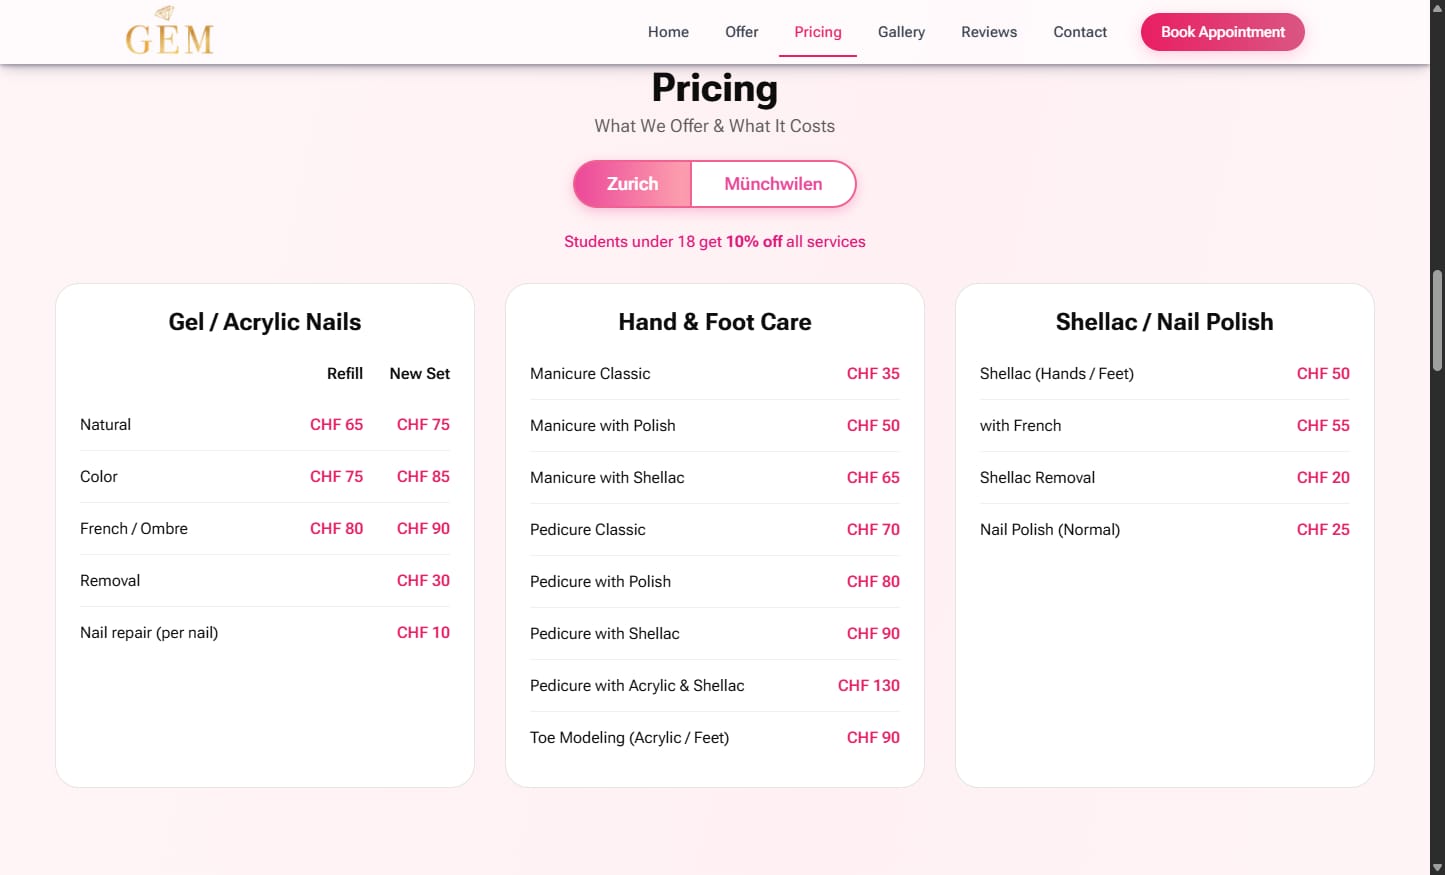 GEM
Home Offer Pricing Gallery Reviews Contact Book Appointment
Pricing
What We Offer & What It Costs
Zurich Münchwilen
Students under 18 get 10% off all services
Gel / Acrylic Nails
Refill New Set
Natural CHF 65 CHF 75
Color CHF 75 CHF 85
French / Ombre CHF 80 CHF 90
Removal CHF 30
Nail repair (per nail) CHF 10
Hand & Foot Care
Manicure Classic CHF 35
Manicure with Polish CHF 50
Manicure with Shellac CHF 65
Pedicure Classic CHF 70
Pedicure with Polish CHF 80
Pedicure with Shellac CHF 90
Pedicure with Acrylic & Shellac CHF 130
Toe Modeling (Acrylic / Feet) CHF 90
Shellac / Nail Polish
Shellac (Hands / Feet) CHF 50
with French CHF 55
Shellac Removal CHF 20
Nail Polish (Normal) CHF 25